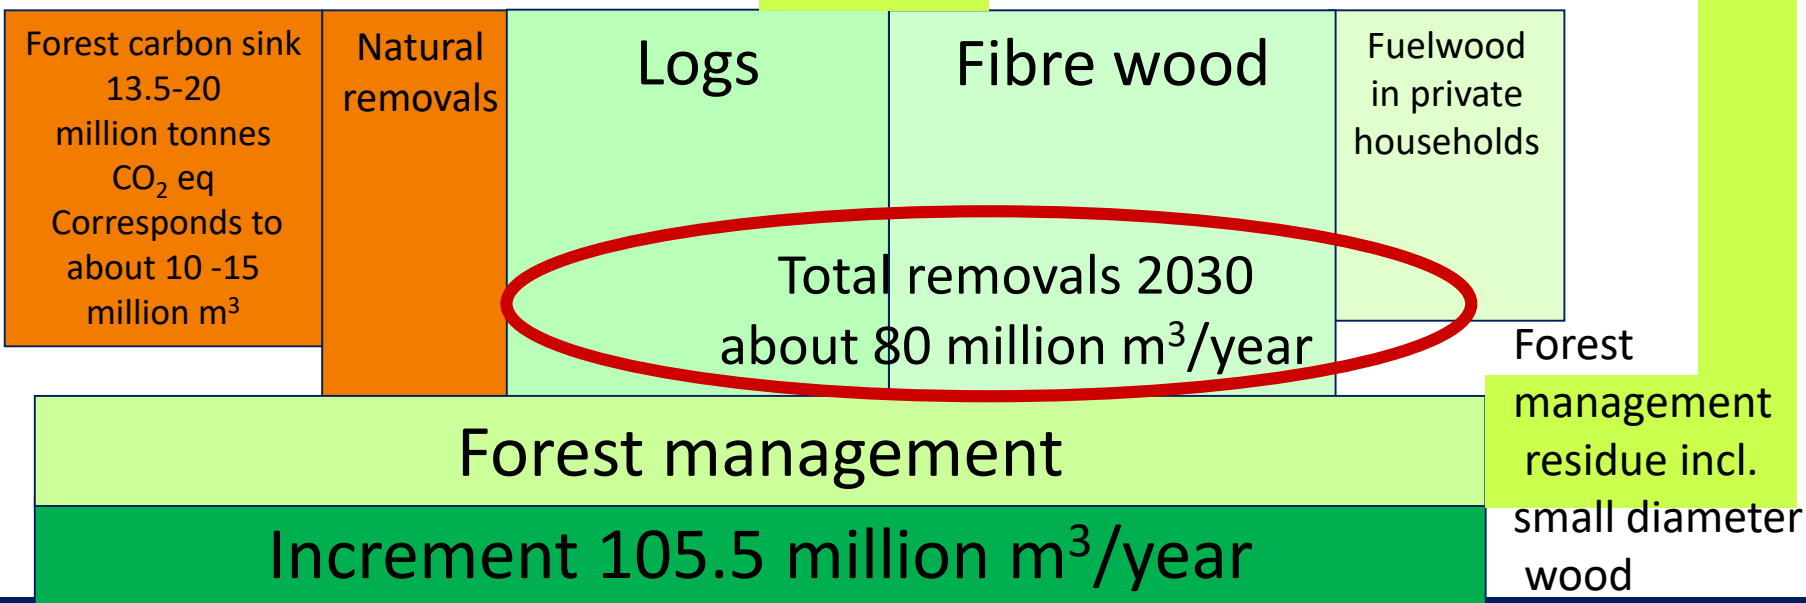 Forest carbon sink
13.5-20
million tonnes
CO₂ eq
Corresponds to
about 10 -15
million m³
Natural
removals
Logs
Fibre wood
Fuelwood
in private
households
Total removals 2030
about 80 million m³/year
Forest
management
residue incl.
small diameter
wood
Forest management
Increment 105.5 million m³/year